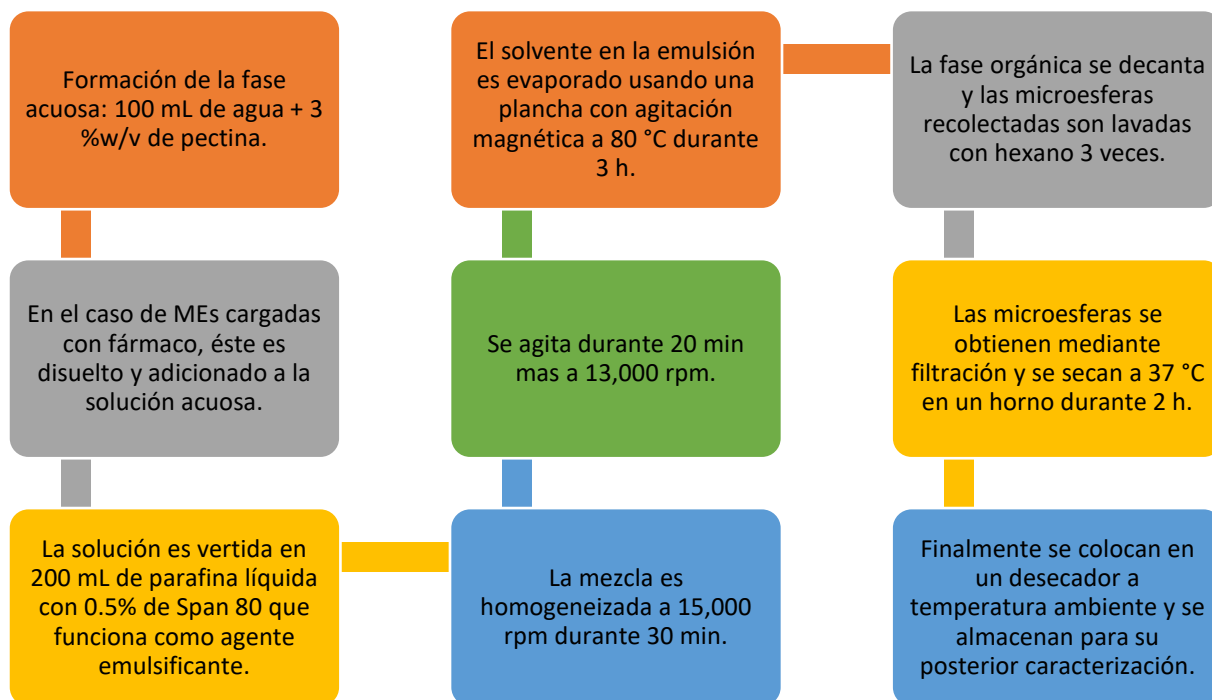 Formación de la fase
acuosa: 100 mL de agua + 3
%w/v de pectina.
En el caso de MEs cargadas
con fármaco, éste es
disuelto y adicionado a la
solución acuosa.
La solución es vertida en
200 mL de parafina líquida
con 0.5% de Span 80 que
funciona como agente
emulsificante.
La mezcla es
homogeneizada a 15,000
rpm durante 30 min.
Se agita durante 20 min
mas a 13,000 rpm.
El solvente en la emulsión
es evaporado usando una
plancha con agitación
magnética a 80 °C durante
3 h.
La fase orgánica se decanta
y las microesferas
recolectadas son lavadas
con hexano 3 veces.
Las microesferas se
obtienen mediante
filtración y se secan a 37 °C
en un horno durante 2 h.
Finalmente se colocan en
un desecador a
temperatura ambiente y se
almacenan para su
posterior caracterización.